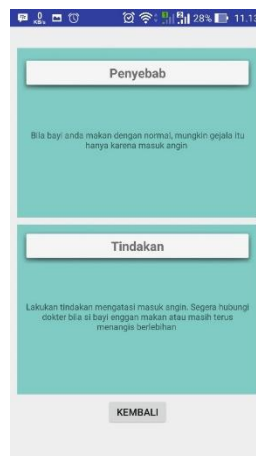 28% 11.13
Penyebab
Bila bayi anda makan dengan normal, mungkin gejala itu
hanya karena masuk angin
Tindakan
Lakukan tindakan mengatasi masuk angin. Segera hubungi
dokter bila si bayi enggan makan atau masih terus
menangis berlebihan
KEMBALI